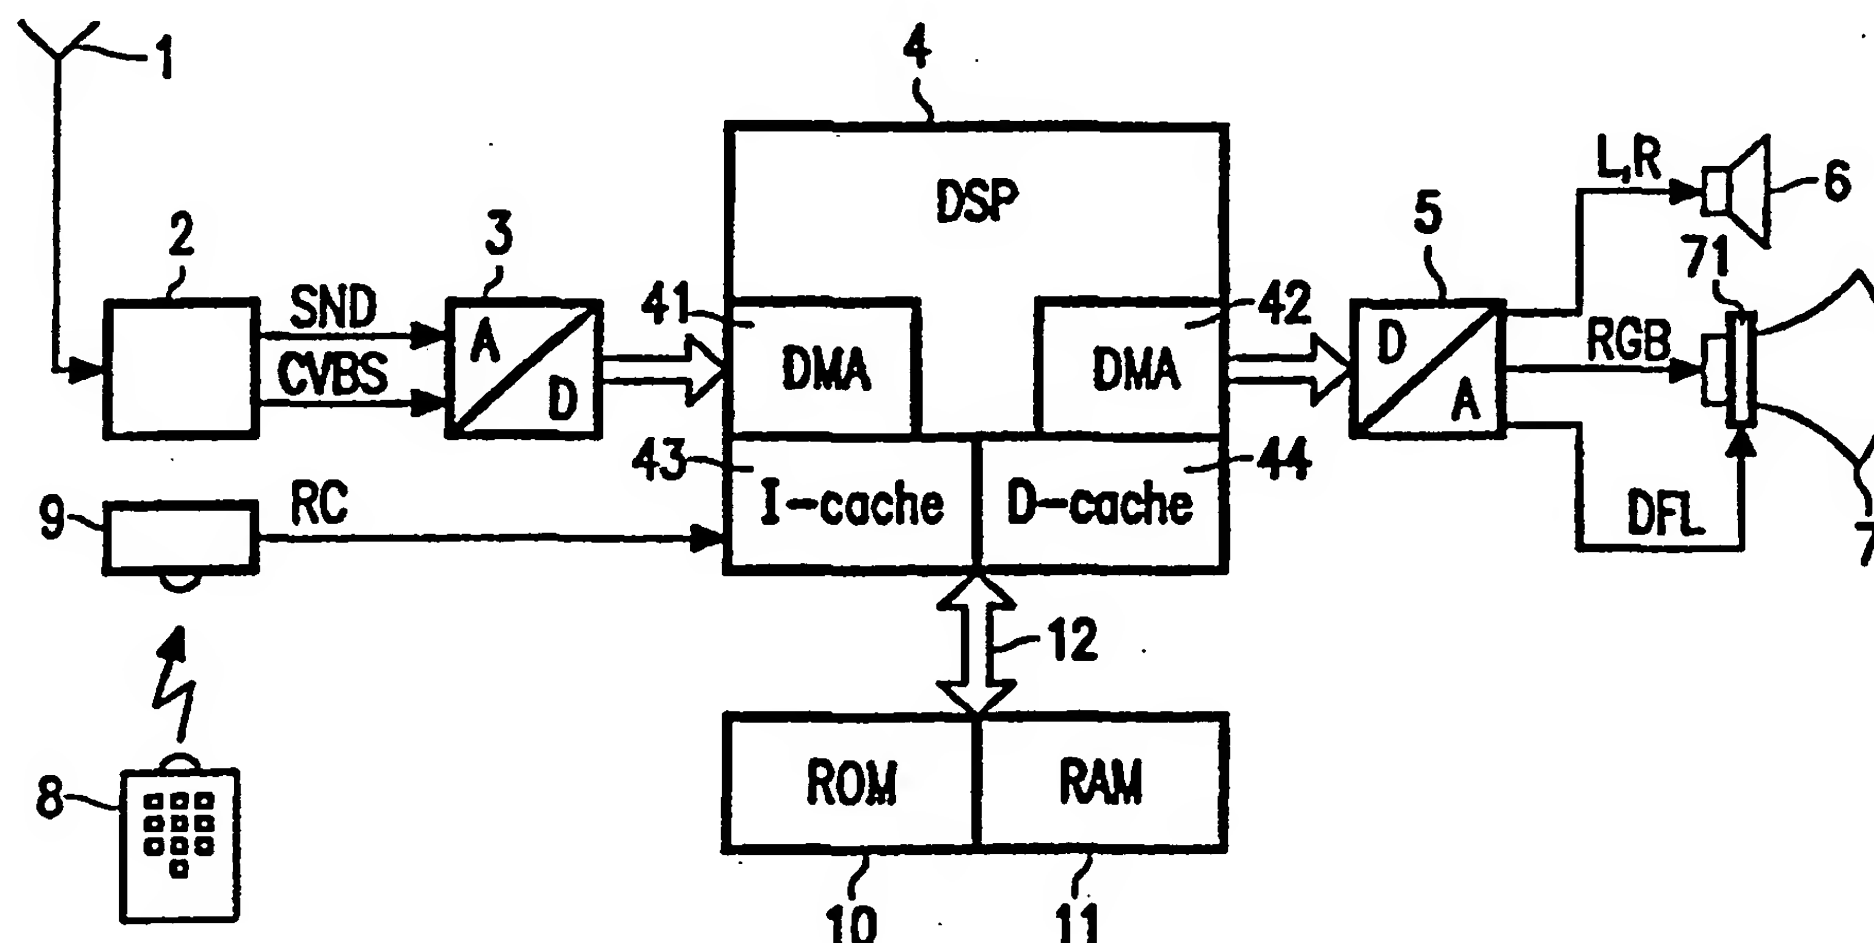 1
4
DSP
L,R
6
2
3
5
71
SND
41
42
A
D
RGB
CVBS
DMA
DMA
D
A
43
44
9
RC
I-cache
D-cache
DFL
7
12
8
ROM
RAM
10
11